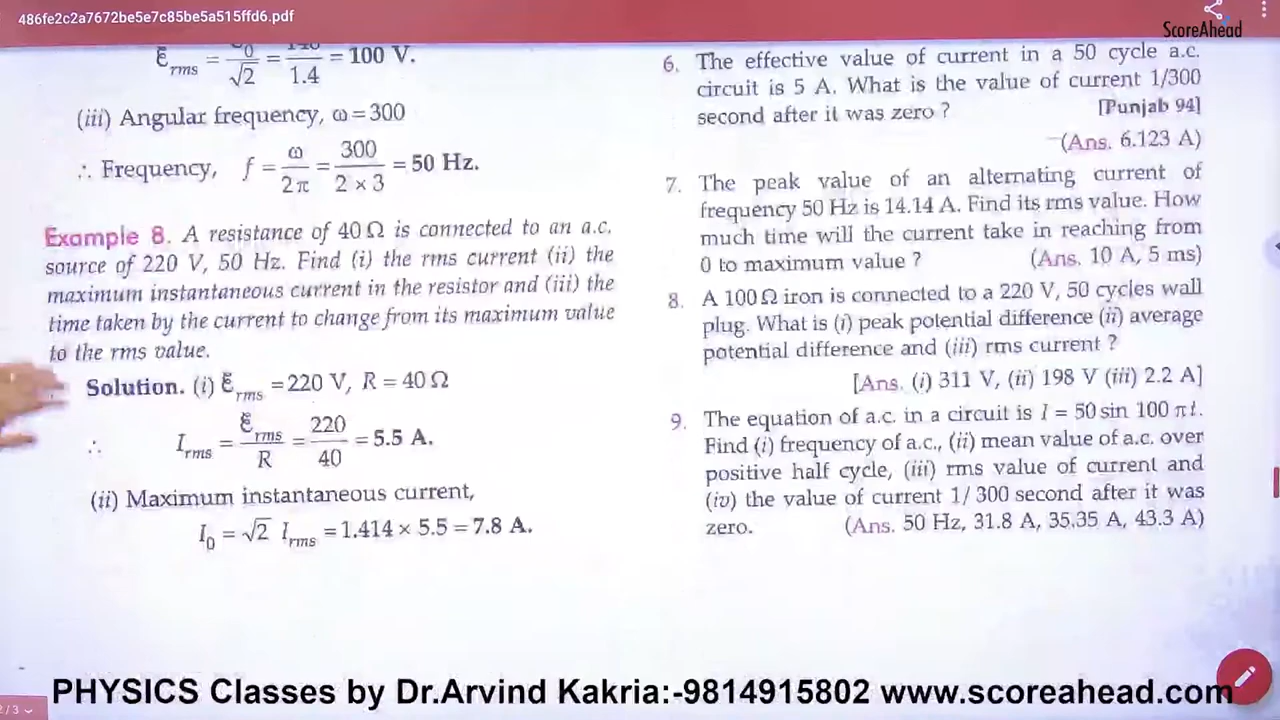 486fe2c2a7672be5e7c85be5a515ffd6.pdf
ScoreAhead
ξrms = /√2 = /1.4 = 100 V.
(iii) Angular frequency, ω = 300
∴ Frequency, f = ω/2π = 300/2 × 3 = 50 Hz.
Example 8. A resistance of 40 Ω is connected to an a.c.
source of 220 V, 50 Hz. Find (i) the rms current (ii) the
maximum instantaneous current in the resistor and (iii) the
time taken by the current to change from its maximum value
to the rms value.
Solution. (i) ξrms = 220 V, R = 40 Ω
∴ Irms = ξrms/R = 220/40 = 5.5 A.
(ii) Maximum instantaneous current,
I0 = √2 Irms = 1.414 × 5.5 = 7.8 A.
6. The effective value of current in a 50 cycle a.c.
circuit is 5 A. What is the value of current 1/300
second after it was zero ? [Punjab 94]
(Ans. 6.123 A)
7. The peak value of an alternating current of
frequency 50 Hz is 14.14 A. Find its rms value. How
much time will the current take in reaching from
0 to maximum value ? (Ans. 10 A, 5 ms)
8. A 100 Ω iron is connected to a 220 V, 50 cycles wall
plug. What is (i) peak potential difference (ii) average
potential difference and (iii) rms current ?
[Ans. (i) 311 V, (ii) 198 V (iii) 2.2 A]
9. The equation of a.c. in a circuit is I = 50 sin 100 πt.
Find (i) frequency of a.c., (ii) mean value of a.c. over
positive half cycle, (iii) rms value of current and
(iv) the value of current 1/ 300 second after it was
zero. (Ans. 50 Hz, 31.8 A, 35.35 A, 43.3 A)
PHYSICS Classes by Dr.Arvind Kakria:-9814915802 www.scoreahead.com
2/3